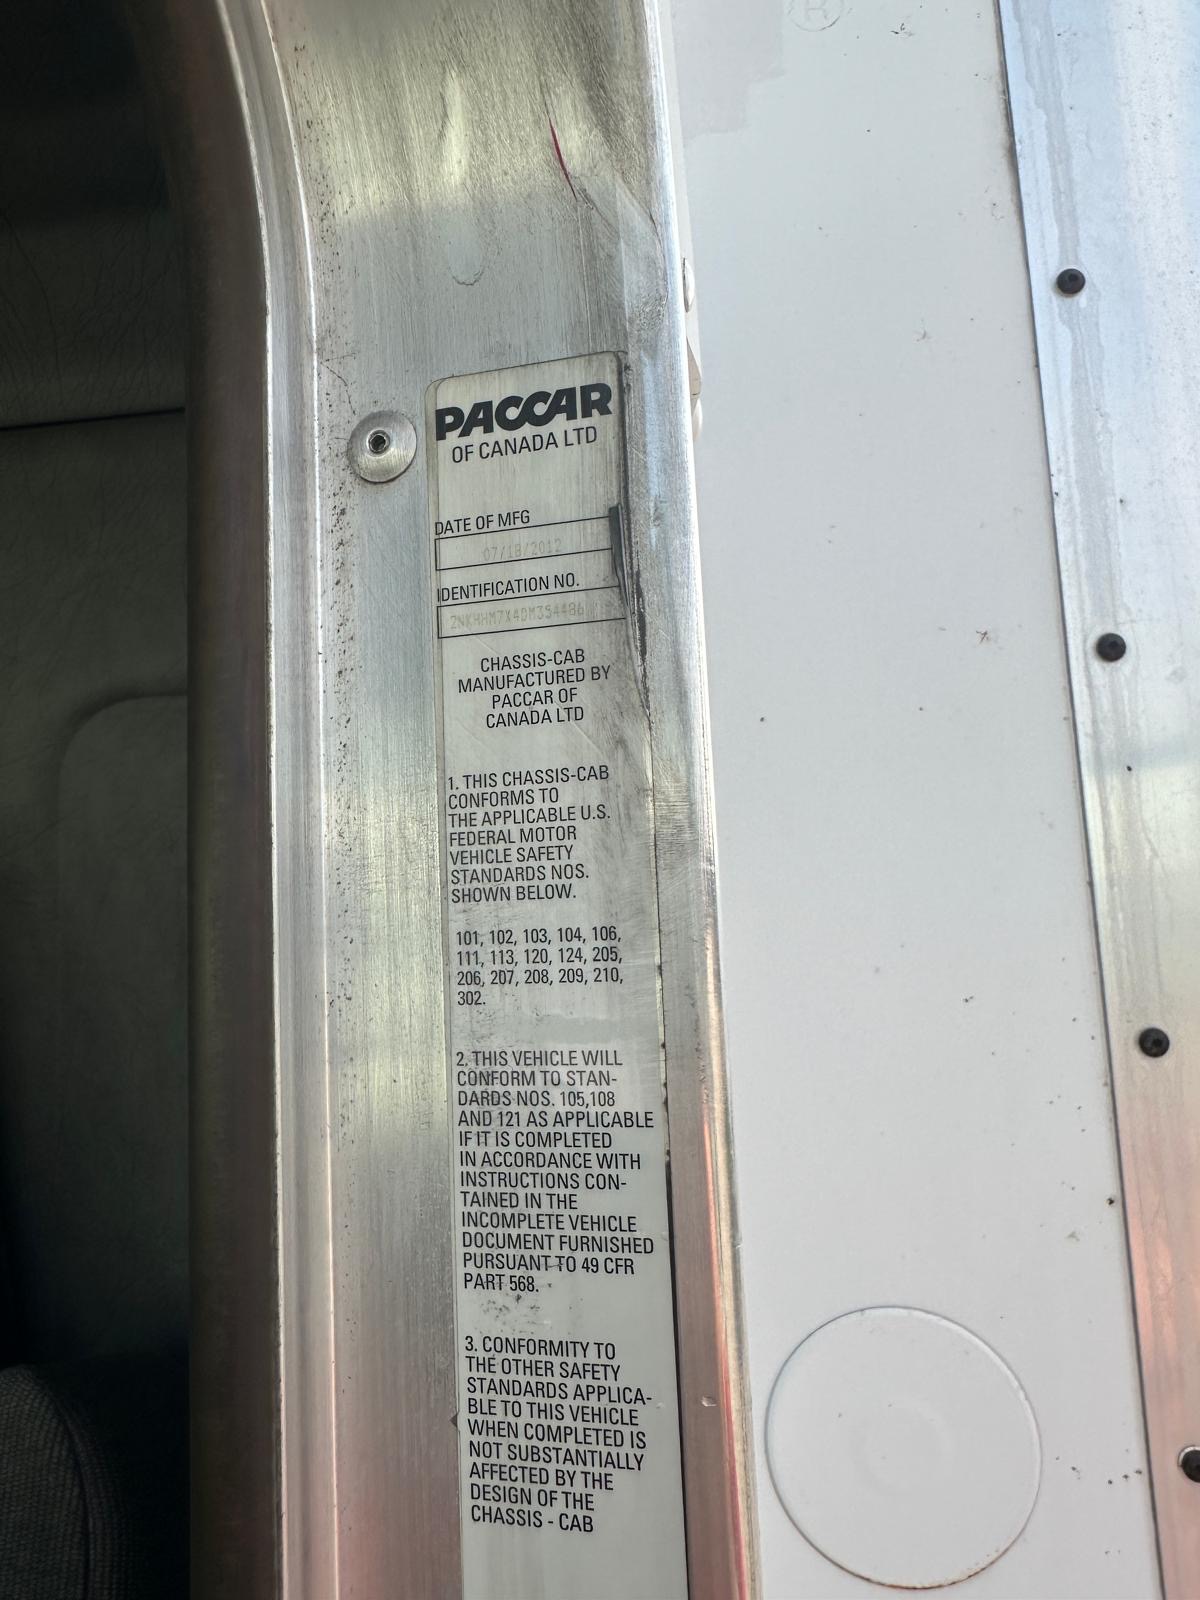 PACCAR
OF CANADA LTD
DATE OF MFG
07/18/2012
IDENTIFICATION NO.
CHASSIS-CAB
MANUFACTURED BY
PACCAR OF
CANADA LTD
1. THIS CHASSIS-CAB
CONFORMS TO
THE APPLICABLE U.S.
FEDERAL MOTOR
VEHICLE SAFETY
STANDARDS NOS.
SHOWN BELOW.
101, 102, 103, 104, 106,
111, 113, 120, 124, 205,
206, 207, 208, 209, 210,
302.
2. THIS VEHICLE WILL
CONFORM TO STAN-
DARDS NOS. 105,108
AND 121 AS APPLICABLE
IF IT IS COMPLETED
IN ACCORDANCE WITH
INSTRUCTIONS CON-
TAINED IN THE
INCOMPLETE VEHICLE
DOCUMENT FURNISHED
PURSUANT TO 49 CFR
PART 568.
3. CONFORMITY TO
THE OTHER SAFETY
STANDARDS APPLICA-
BLE TO THIS VEHICLE
WHEN COMPLETED IS
NOT SUBSTANTIALLY
AFFECTED BY THE
DESIGN OF THE
CHASSIS - CAB